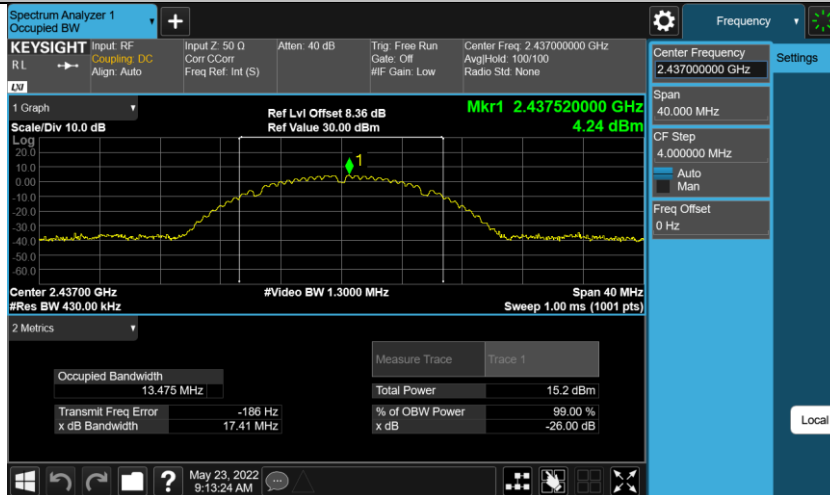 Spectrum Analyzer 1
Occupied BW
Frequency
KEYSIGHT
RL
LXI
Input: RF
Coupling: DC
Align: Auto
Input Z: 50 Ω
Corr CCorr
Freq Ref: Int (S)
Atten: 40 dB
Trig: Free Run
Gate: Off
#IF Gain: Low
Center Freq: 2.437000000 GHz
Avg|Hold: 100/100
Radio Std: None
Center Frequency
2.437000000 GHz
Settings
Span
40.000 MHz
CF Step
4.000000 MHz
Auto
Man
Freq Offset
0 Hz
Local
1 Graph
Scale/Div 10.0 dB
Ref Lvl Offset 8.36 dB
Ref Value 30.00 dBm
Mkr1 2.437520000 GHz
4.24 dBm
Log
20.0
10.0
0.00
-10.0
-20.0
-30.0
-40.0
-50.0
-60.0
1
Center 2.43700 GHz
#Video BW 1.3000 MHz
Span 40 MHz
#Res BW 430.00 kHz
Sweep 1.00 ms (1001 pts)
2 Metrics
Measure Trace Trace 1
Occupied Bandwidth
13.475 MHz
Total Power 15.2 dBm
Transmit Freq Error -186 Hz
% of OBW Power 99.00 %
x dB Bandwidth 17.41 MHz
x dB -26.00 dB
?
May 23, 2022
9:13:24 AM